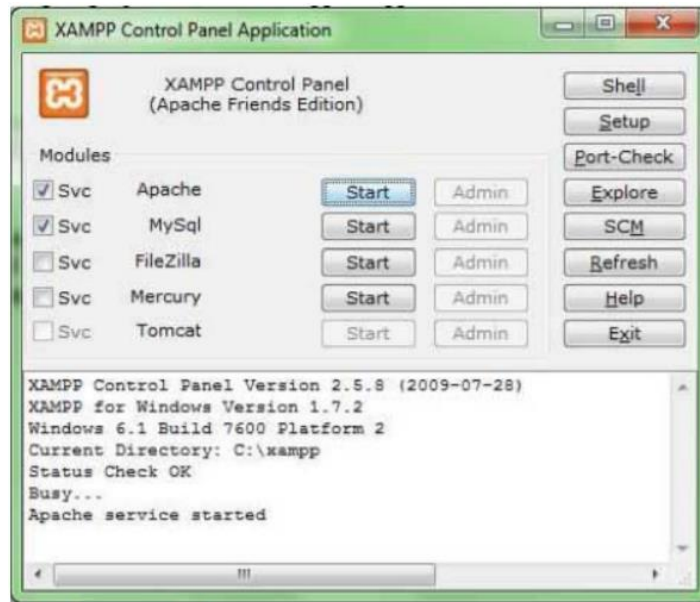 XAMPP Control Panel Application
XAMPP Control Panel
(Apache Friends Edition)
Shell
Setup
Modules
Port-Check
Svc Apache Start Admin Explore
Svc MySql Start Admin SCM
Svc FileZilla Start Admin Refresh
Svc Mercury Start Admin Help
Svc Tomcat Start Admin Exit
XAMPP Control Panel Version 2.5.8 (2009-07-28)
XAMPP for Windows Version 1.7.2
Windows 6.1 Build 7600 Platform 2
Current Directory: C:\xampp
Status Check OK
Busy...
Apache service started